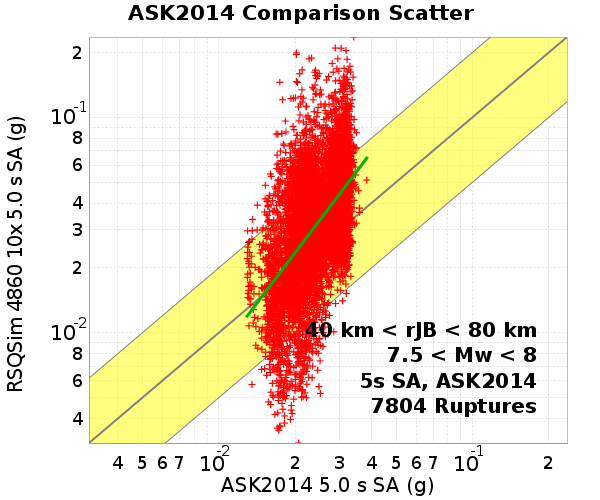 ASK2014 Comparison Scatter
RSQSim 4860 10x 5.0 s SA (g)
2
10-1
8
6
4
3
2
10-2
8
6
4
40 km < rJB < 80 km
7.5 < Mw < 8
5s SA, ASK2014
7804 Ruptures
4 5 6 7 10-2 2 3 4 5 6 7 8 10-1 2
ASK2014 5.0 s SA (g)